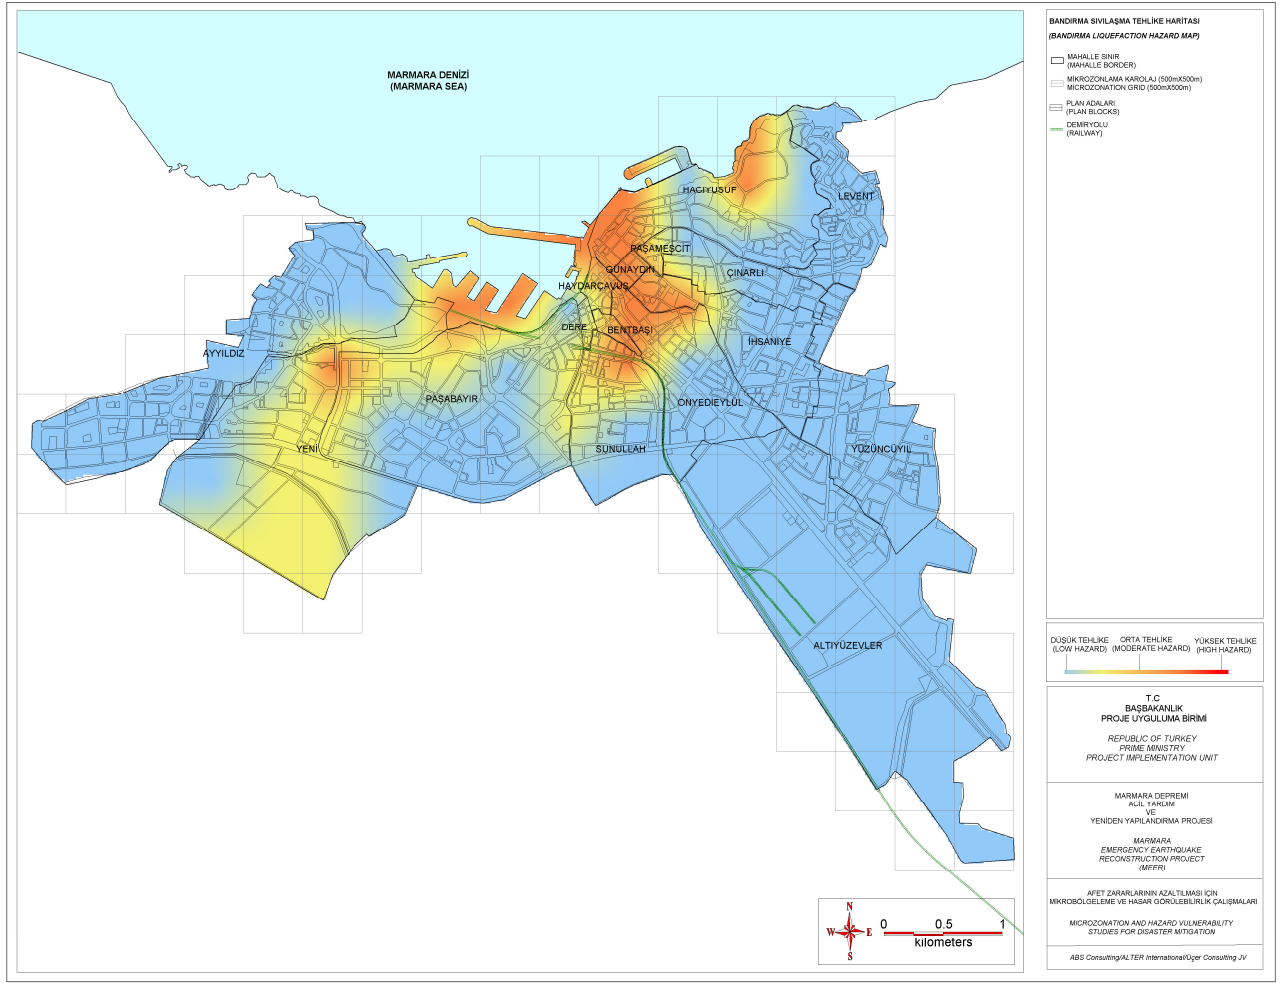 MARMARA DENİZİ
(MARMARA SEA)
HACIYUSUF
LEVENT
PAŞAMESCİT
GÜNAYDIN
ÇINARLI
HAYDARÇAVUŞ
DERE
BENTBAŞI
İHSANİYE
AYYILDIZ
PAŞABAYIR
ONYEDİEYLÜL
YENİ
SUNULLAH
YÜZÜNCÜYIL
ALTIYÜZEVLER
N
W
E
S
0 0.5 1
kilometers
BANDIRMA SIVILAŞMA TEHLİKE HARİTASI
(BANDIRMA LIQUEFACTION HAZARD MAP)
MAHALLE SINIR
(MAHALLE BORDER)
MİKROZONLAMA KAROLAJ (500mX500m)
MICROZONATION GRID (500mX500m)
PLAN ADALARI
(PLAN BLOCKS)
DEMİRYOLU
(RAILWAY)
DÜŞÜK TEHLİKE
(LOW HAZARD)
ORTA TEHLİKE
(MODERATE HAZARD)
YÜKSEK TEHLİKE
(HIGH HAZARD)
T.C
BAŞBAKANLIK
PROJE UYGULUMA BİRİMİ
REPUBLIC OF TURKEY
PRIME MINISTRY
PROJECT IMPLEMENTATION UNIT
MARMARA DEPREMİ
ACİL YARDIM
VE
YENİDEN YAPILANDIRMA PROJESİ
MARMARA
EMERGENCY EARTHQUAKE
RECONSTRUCTION PROJECT
(MEER)
AFET ZARARLARININ AZALTILMASI İÇİN
MİKROBÖLGELEME VE HASAR GÖRÜLEBİLİRLİK ÇALIŞMALARI
MICROZONATION AND HAZARD VULNERABILITY
STUDIES FOR DISASTER MITIGATION
ABS Consulting/ALTER International/Üçer Consulting JV